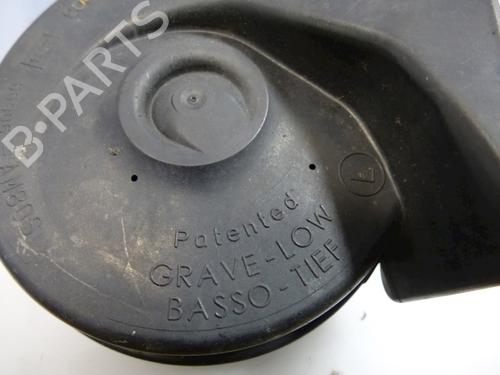 B-PARTS
Patented
GRAVE-LOW
BASSO-TIEF
L